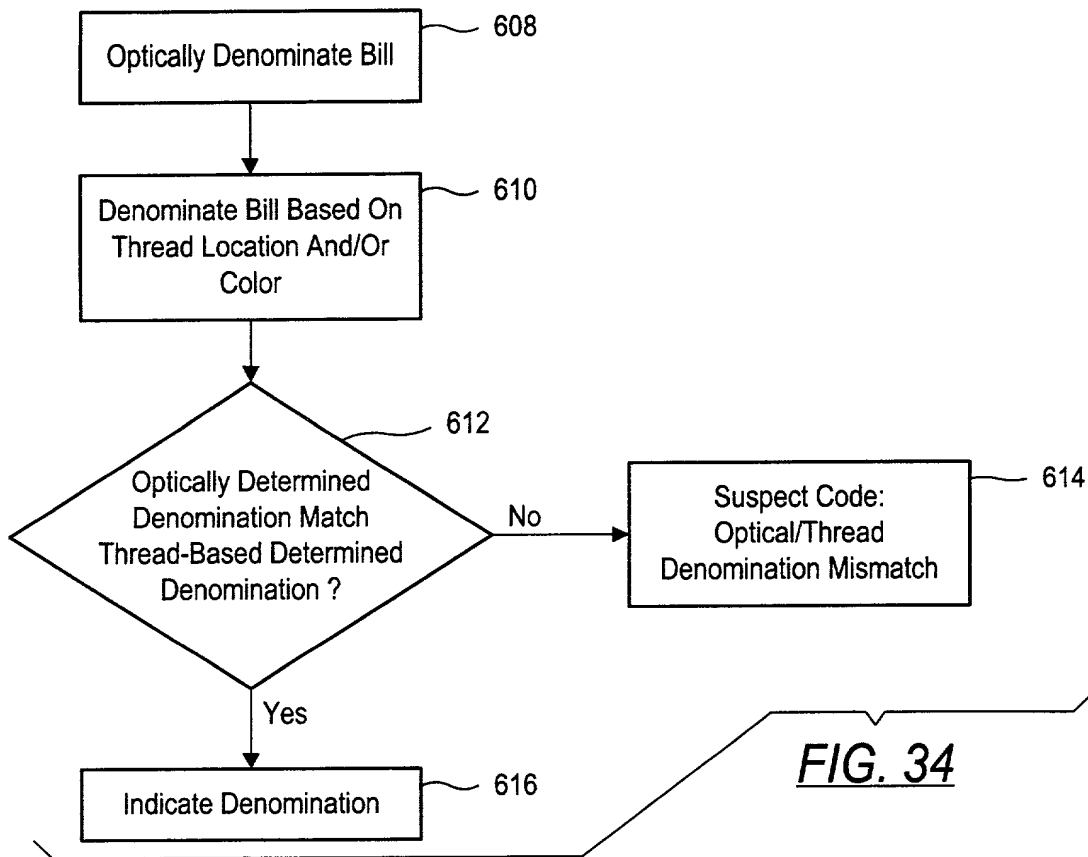 608
Optically Denominate Bill
610
Denominate Bill Based On
Thread Location And/Or
Color
612
Optically Determined
Denomination Match
Thread-Based Determined
Denomination ?
No
614
Suspect Code:
Optical/Thread
Denomination Mismatch
Yes
616
Indicate Denomination
FIG. 34